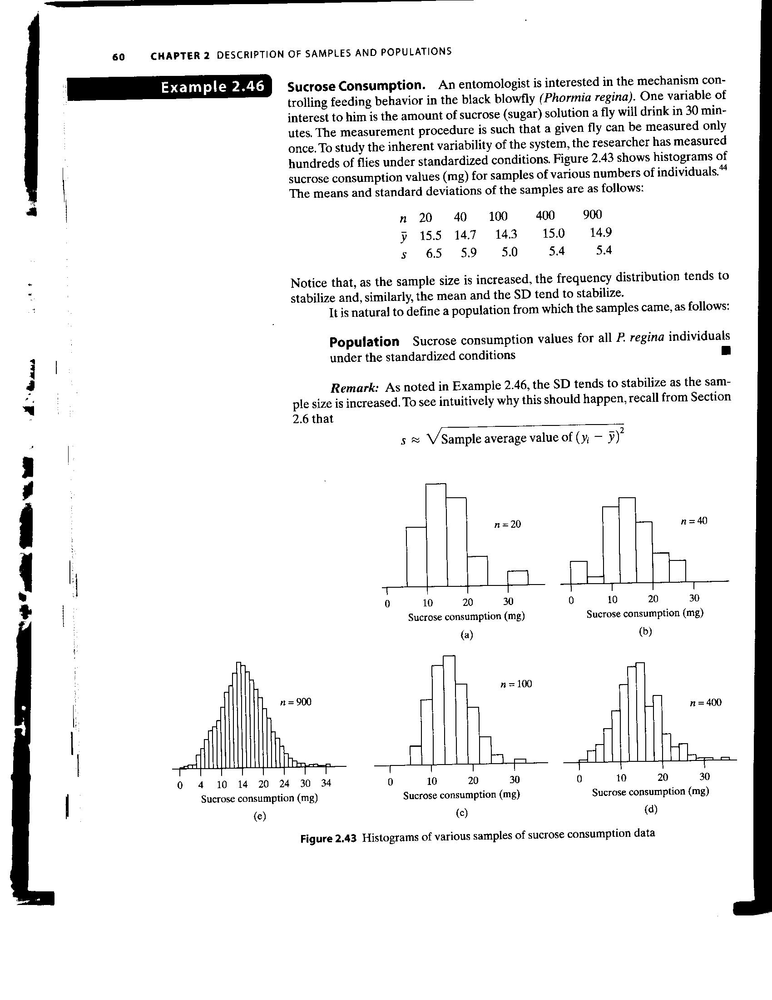 60 CHAPTER 2 DESCRIPTION OF SAMPLES AND POPULATIONS
Example 2.46
Sucrose Consumption. An entomologist is interested in the mechanism con-
trolling feeding behavior in the black blowfly (Phormia regina). One variable of
interest to him is the amount of sucrose (sugar) solution a fly will drink in 30 min-
utes. The measurement procedure is such that a given fly can be measured only
once. To study the inherent variability of the system, the researcher has measured
hundreds of flies under standardized conditions. Figure 2.43 shows histograms of
sucrose consumption values (mg) for samples of various numbers of individuals.⁴⁴
The means and standard deviations of the samples are as follows:
n 20 40 100 400 900
ȳ 15.5 14.7 14.3 15.0 14.9
s 6.5 5.9 5.0 5.4 5.4
Notice that, as the sample size is increased, the frequency distribution tends to
stabilize and, similarly, the mean and the SD tend to stabilize.
It is natural to define a population from which the samples came, as follows:
Population Sucrose consumption values for all P. regina individuals
under the standardized conditions ■
Remark: As noted in Example 2.46, the SD tends to stabilize as the sam-
ple size is increased. To see intuitively why this should happen, recall from Section
2.6 that
s ≈ √Sample average value of (yᵢ − ȳ)²
n = 20
0 10 20 30
Sucrose consumption (mg)
(a)
n = 40
0 10 20 30
Sucrose consumption (mg)
(b)
n = 900
0 4 10 14 20 24 30 34
Sucrose consumption (mg)
(e)
n = 100
0 10 20 30
Sucrose consumption (mg)
(c)
n = 400
0 10 20 30
Sucrose consumption (mg)
(d)
Figure 2.43 Histograms of various samples of sucrose consumption data